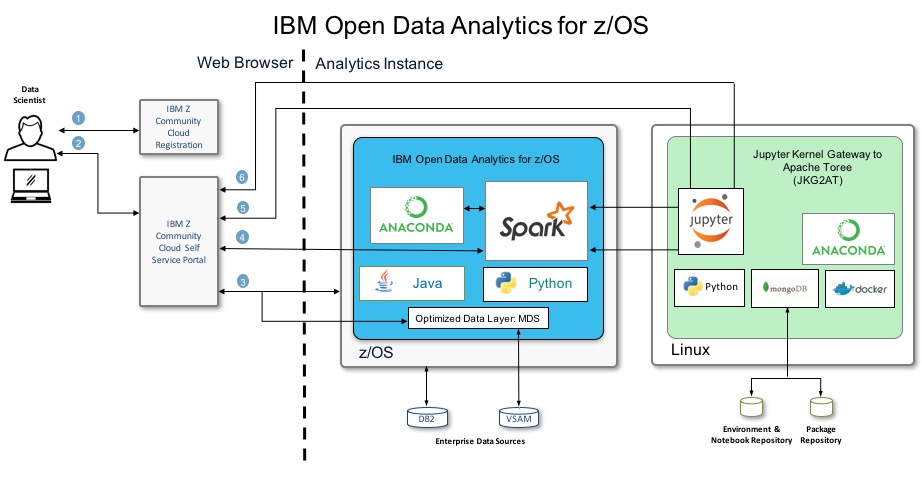 IBM Open Data Analytics for z/OS
Web Browser
Analytics Instance
Data
Scientist
1
2
IBM Z
Community
Cloud
Registration
6
5
4
3
IBM Z
Community
Cloud Self
Service Portal
IBM Open Data Analytics for z/OS
ANACONDA
Spark
Java
Python
Optimized Data Layer: MDS
z/OS
DB2
VSAM
Enterprise Data Sources
Jupyter Kernel Gateway to
Apache Toree
(JKG2AT)
jupyter
ANACONDA
Python
mongoDB
docker
Linux
Environment &
Notebook Repository
Package
Repository